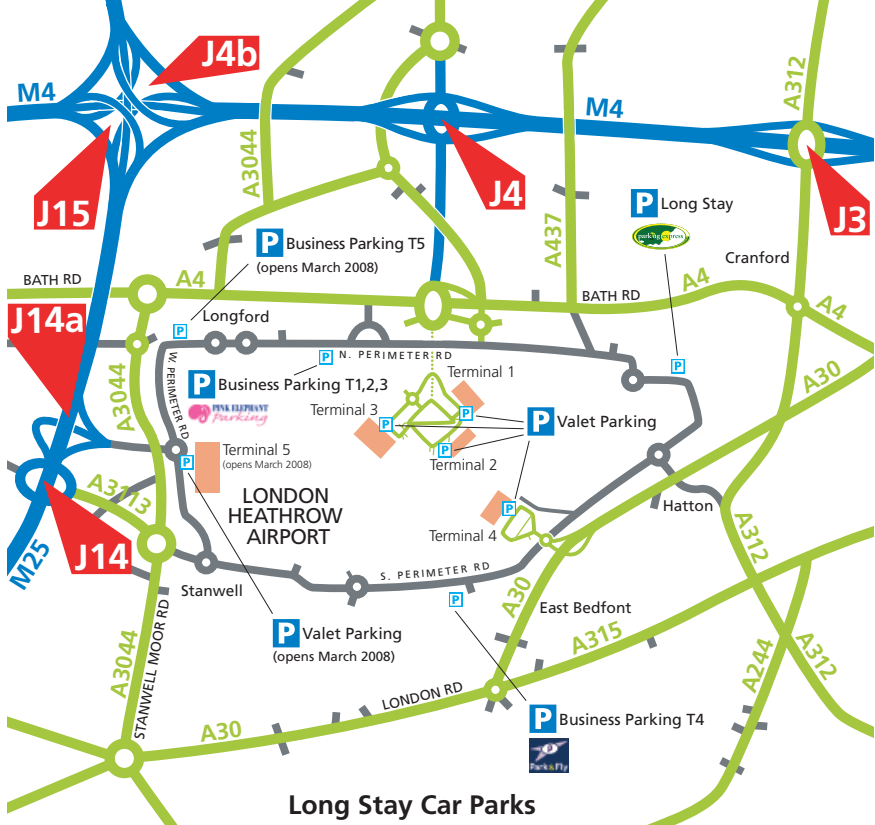 J4b
M4
A312
M4
A3044
J15
J4
J3
P Long Stay
parking express
A437
P Business Parking T5
(opens March 2008)
Cranford
BATH RD
A4
BATH RD
A4
A4
J14a
P
Longford
N. PERIMETER RD
P
P
A30
W. PERIMETER RD
A3044
P Business Parking T1,2,3
PINK ELEPHANT
Parking
Terminal 1
Terminal 3
P
P
P Valet Parking
Terminal 5
(opens March 2008)
P
P
Terminal 2
A3113
LONDON
HEATHROW
AIRPORT
P
Terminal 4
Hatton
A312
J14
M25
Stanwell
S. PERIMETER RD
P
A30
East Bedfont
P Valet Parking
(opens March 2008)
A315
A3044
STANWELL MOOR RD
A244
A312
LONDON RD
A30
P Business Parking T4
Park&Fly
Long Stay Car Parks